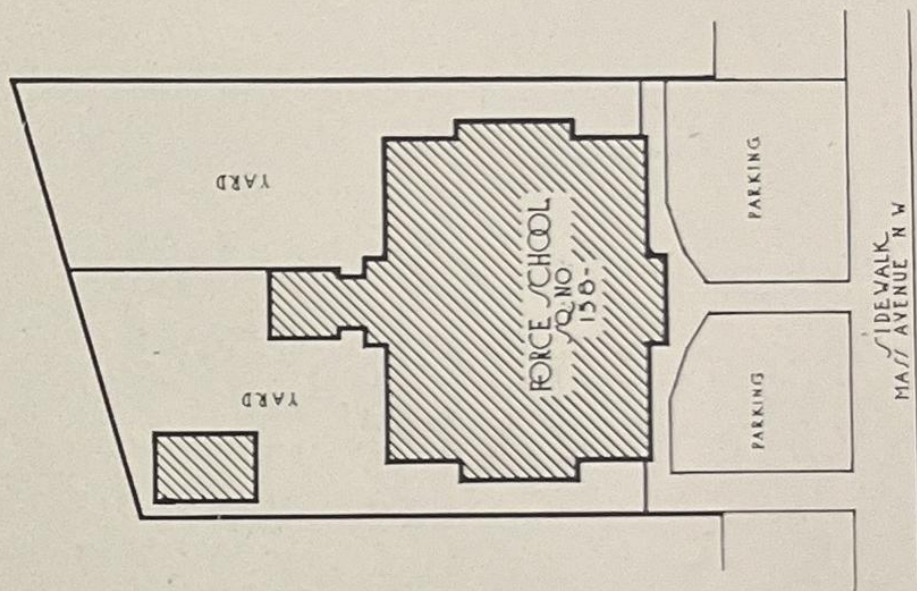 YARD
YARD
FORCE SCHOOL
SQ. NO.
158-
PARKING
PARKING
SIDEWALK
MASS AVENUE N W